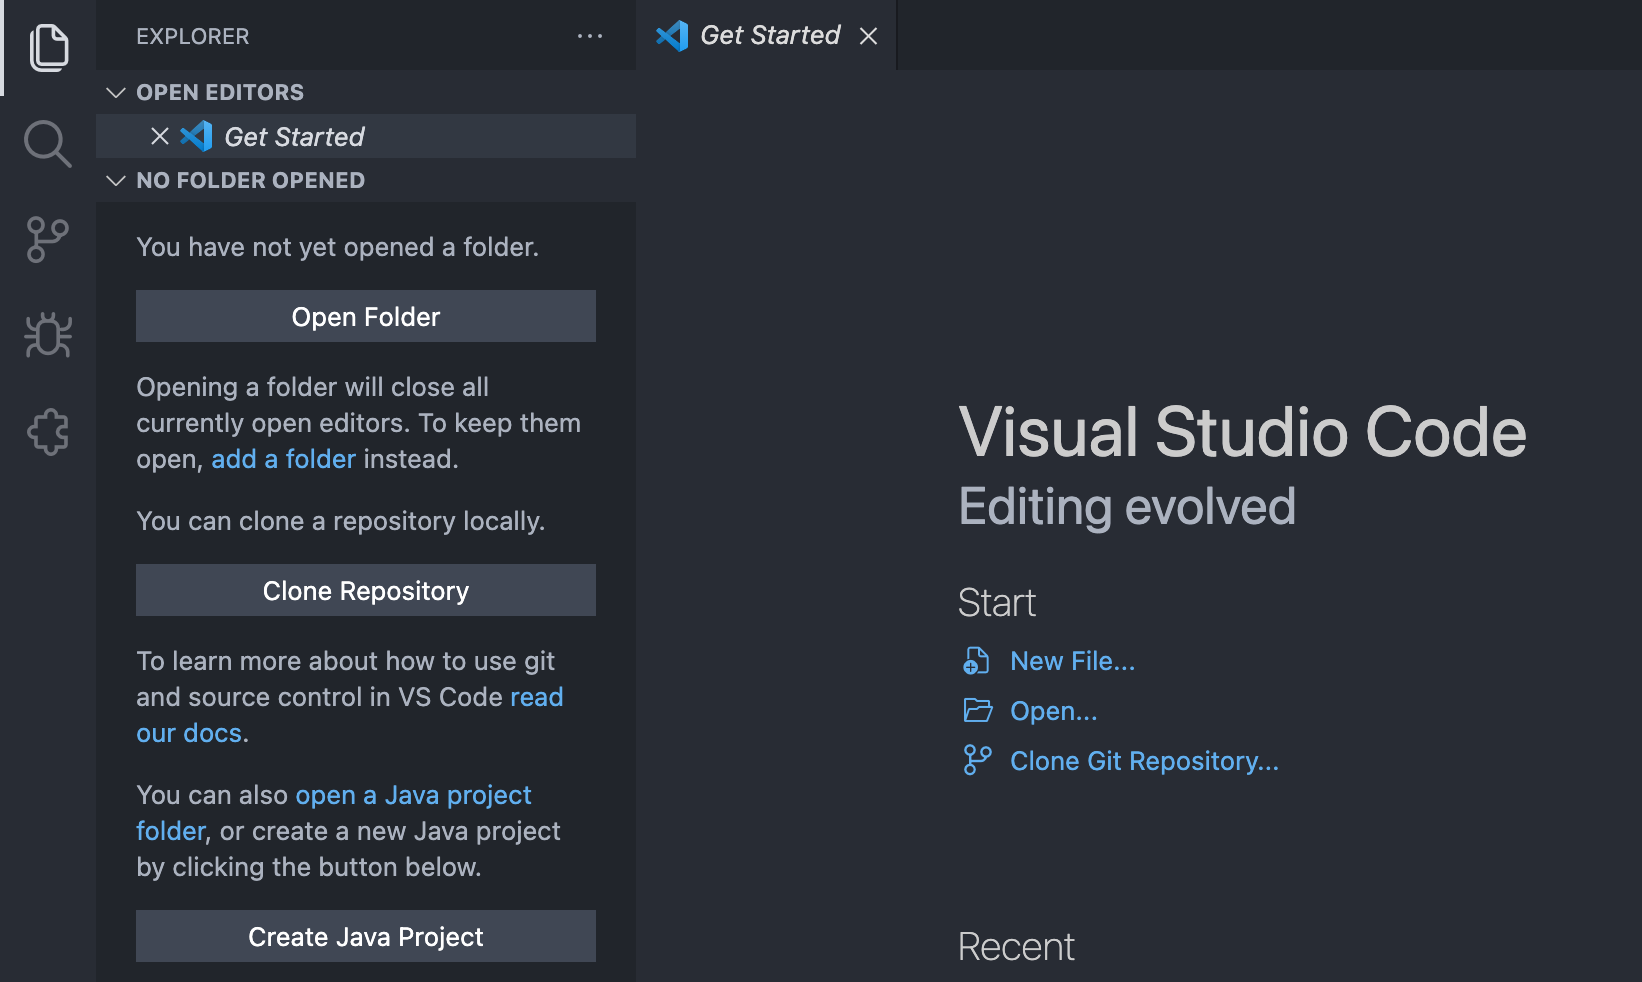 EXPLORER
OPEN EDITORS
Get Started
NO FOLDER OPENED
You have not yet opened a folder.
Open Folder
Opening a folder will close all
currently open editors. To keep them
open, add a folder instead.
You can clone a repository locally.
Clone Repository
To learn more about how to use git
and source control in VS Code read
our docs.
You can also open a Java project
folder, or create a new Java project
by clicking the button below.
Create Java Project
Get Started
Visual Studio Code
Editing evolved
Start
New File...
Open...
Clone Git Repository...
Recent